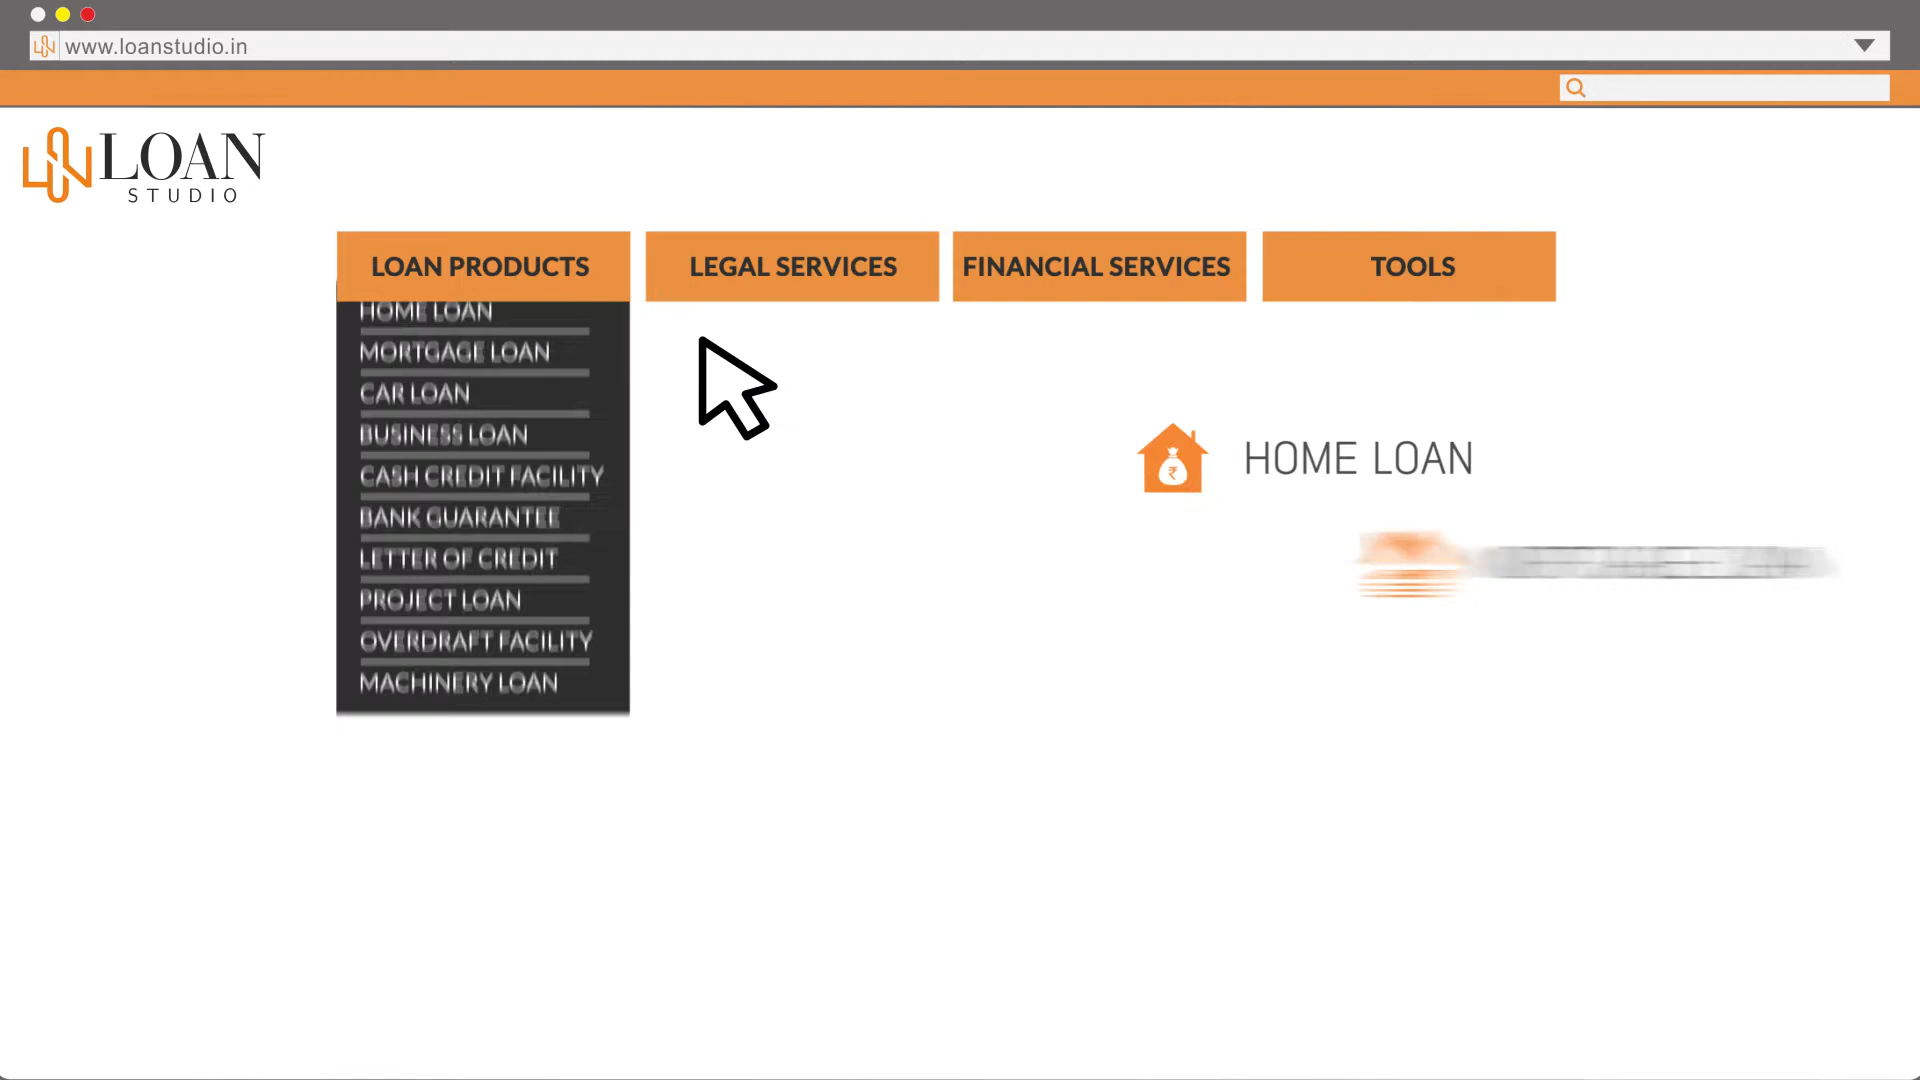 www.loanstudio.in
LOAN
STUDIO
LOAN PRODUCTS
LEGAL SERVICES
FINANCIAL SERVICES
TOOLS
HOME LOAN
MORTGAGE LOAN
CAR LOAN
BUSINESS LOAN
CASH CREDIT FACILITY
BANK GUARANTEE
LETTER OF CREDIT
PROJECT LOAN
OVERDRAFT FACILITY
MACHINERY LOAN
₹
HOME LOAN